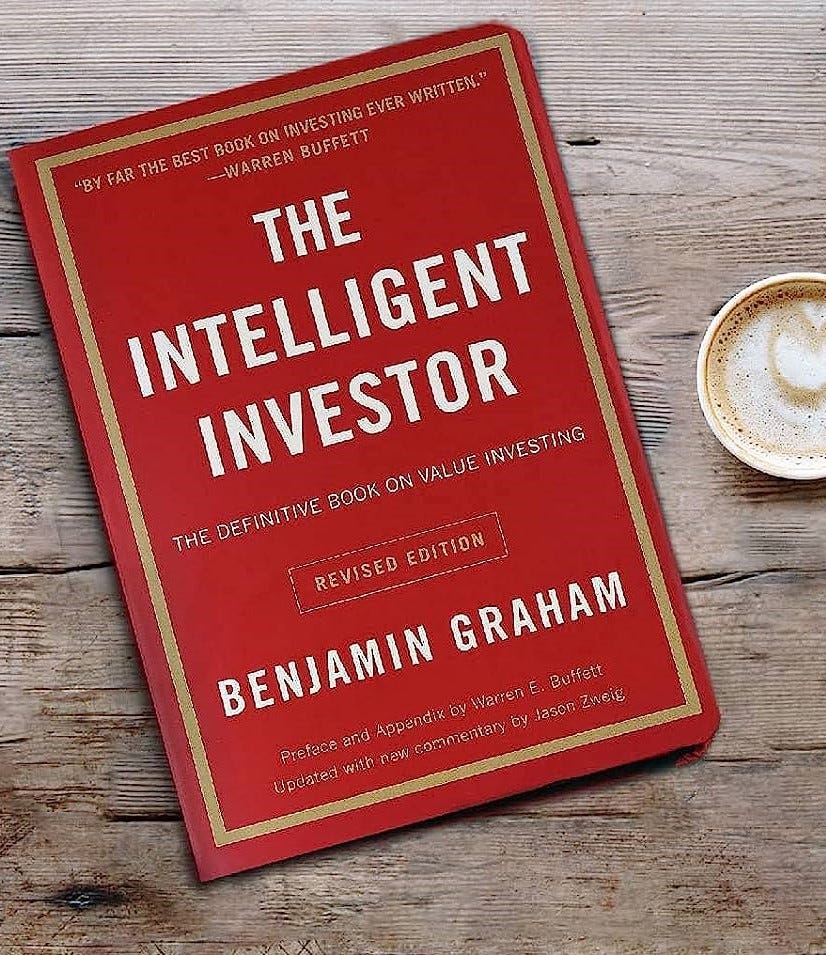 “BY FAR THE BEST BOOK ON INVESTING EVER WRITTEN.”
—WARREN BUFFETT
THE
INTELLIGENT
INVESTOR
THE DEFINITIVE BOOK ON VALUE INVESTING
REVISED EDITION
BENJAMIN GRAHAM
Preface and Appendix by Warren E. Buffett
Updated with new commentary by Jason Zweig